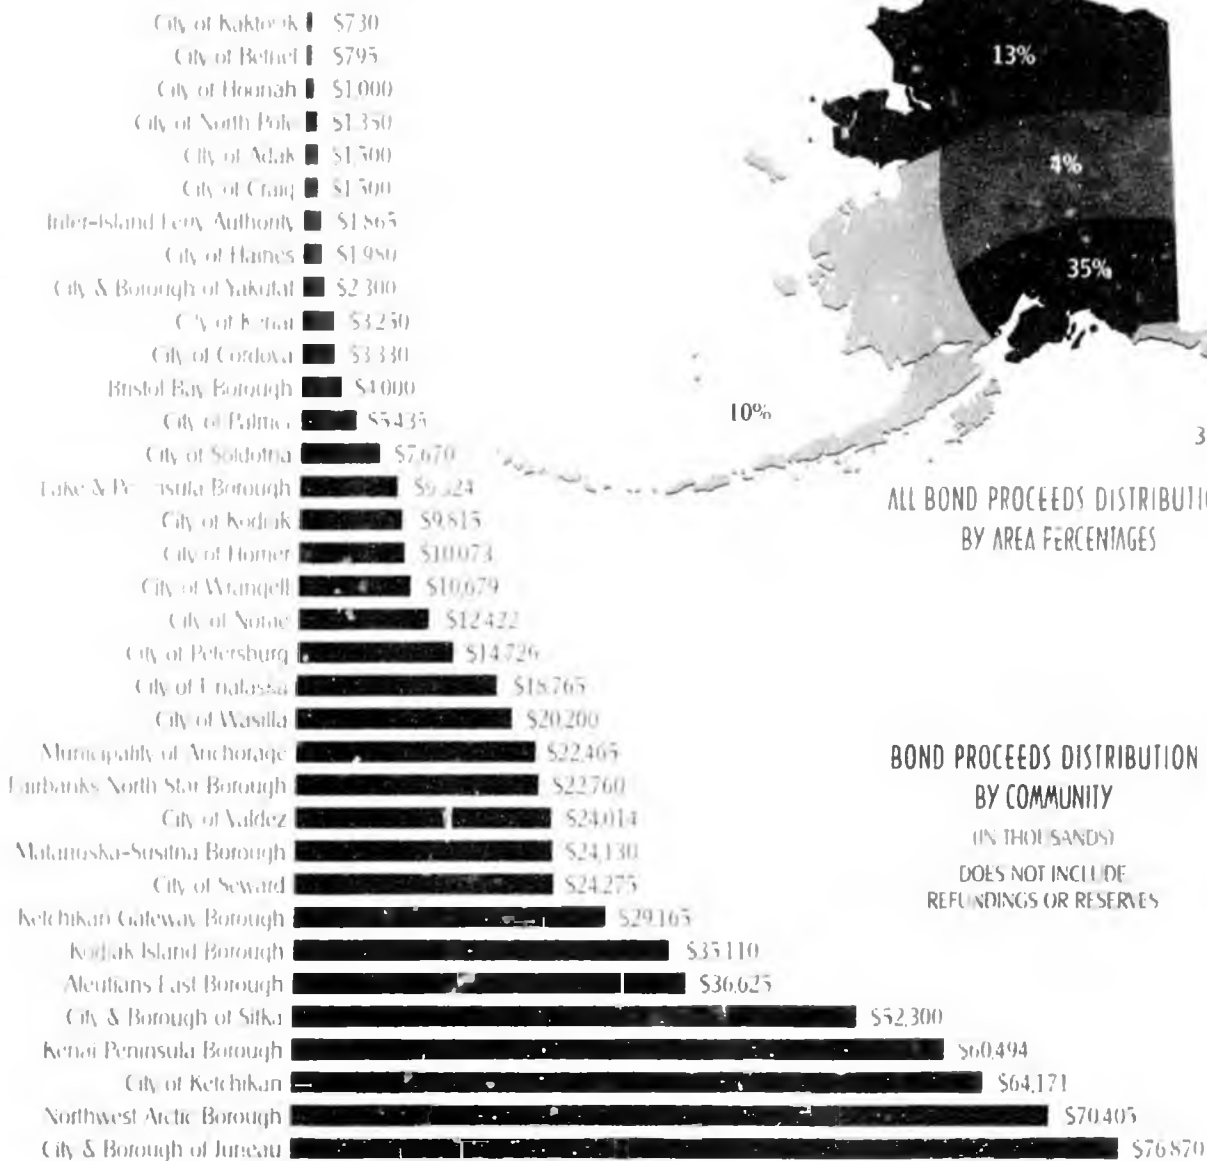 City of Kaktovik $730
City of Bethel $795
City of Hoonah $1,000
City of North Pole $1,350
City of Adak $1,500
City of Craig $1,500
Inter-Island Ferry Authority $1,865
City of Haines $1,980
City & Borough of Yakutat $2,300
City of Kenai $3,250
City of Cordova $3,330
Bristol Bay Borough $4,000
City of Palmer $5,435
City of Soldotna $7,670
Lake & Peninsula Borough
City of Kodiak $9,815
City of Homer $10,073
City of Wrangell $10,679
City of Nome $12,422
City of Petersburg $14,726
City of Unalaska $18,765
City of Wasilla $20,200
Municipality of Anchorage $22,465
Fairbanks North Star Borough $22,760
City of Valdez $24,014
Matanuska-Susitna Borough $24,130
City of Seward $24,275
Ketchikan Gateway Borough $29,165
Kodiak Island Borough $35,110
Aleutians East Borough $36,625
City & Borough of Sitka $52,300
Kenai Peninsula Borough $60,494
City of Ketchikan $64,171
Northwest Arctic Borough $70,405
City & Borough of Juneau $76,870
13%
4%
35%
10%
3
ALL BOND PROCEEDS DISTRIBUTI
BY AREA PERCENTAGES
BOND PROCEEDS DISTRIBUTION
BY COMMUNITY
(IN THOUSANDS)
DOES NOT INCLUDE
REFUNDINGS OR RESERVES